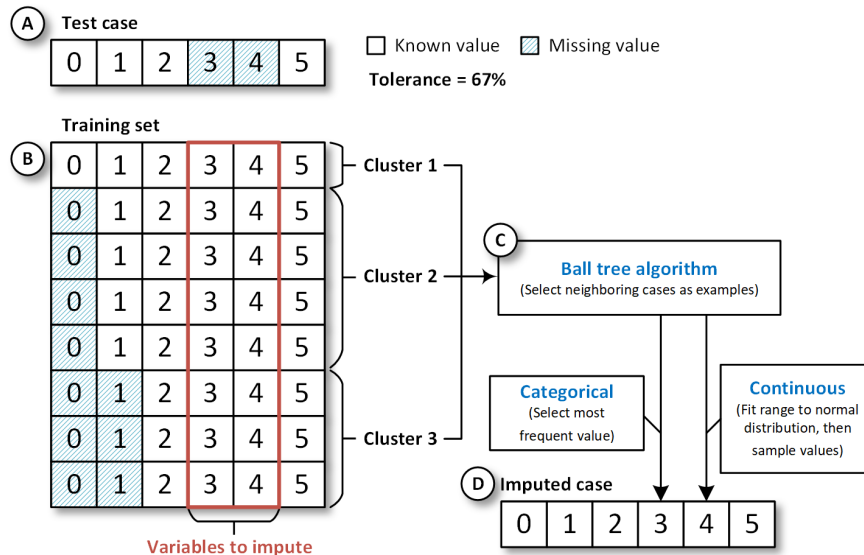 A
Test case
0 1 2 3 4 5
Known value
Missing value
Tolerance = 67%
Training set
B
0 1 2 3 4 5
0 1 2 3 4 5
0 1 2 3 4 5
0 1 2 3 4 5
0 1 2 3 4 5
0 1 2 3 4 5
0 1 2 3 4 5
0 1 2 3 4 5
Cluster 1
Cluster 2
Cluster 3
Variables to impute
C
Ball tree algorithm
(Select neighboring cases as examples)
Categorical
(Select most
frequent value)
Continuous
(Fit range to normal
distribution, then
sample values)
D
Imputed case
0 1 2 3 4 5